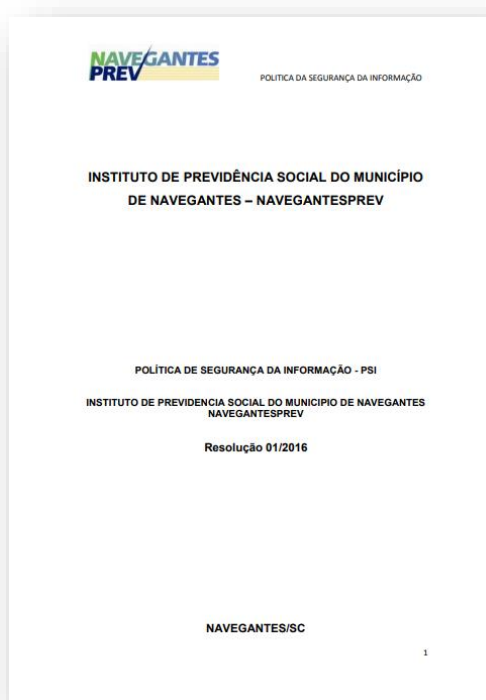 NAVEGANTES
PREV
POLITICA DA SEGURANÇA DA INFORMAÇÃO
INSTITUTO DE PREVIDÊNCIA SOCIAL DO MUNICÍPIO
DE NAVEGANTES – NAVEGANTESPREV
POLÍTICA DE SEGURANÇA DA INFORMAÇÃO - PSI
INSTITUTO DE PREVIDENCIA SOCIAL DO MUNICIPIO DE NAVEGANTES
NAVEGANTESPREV
Resolução 01/2016
NAVEGANTES/SC
1